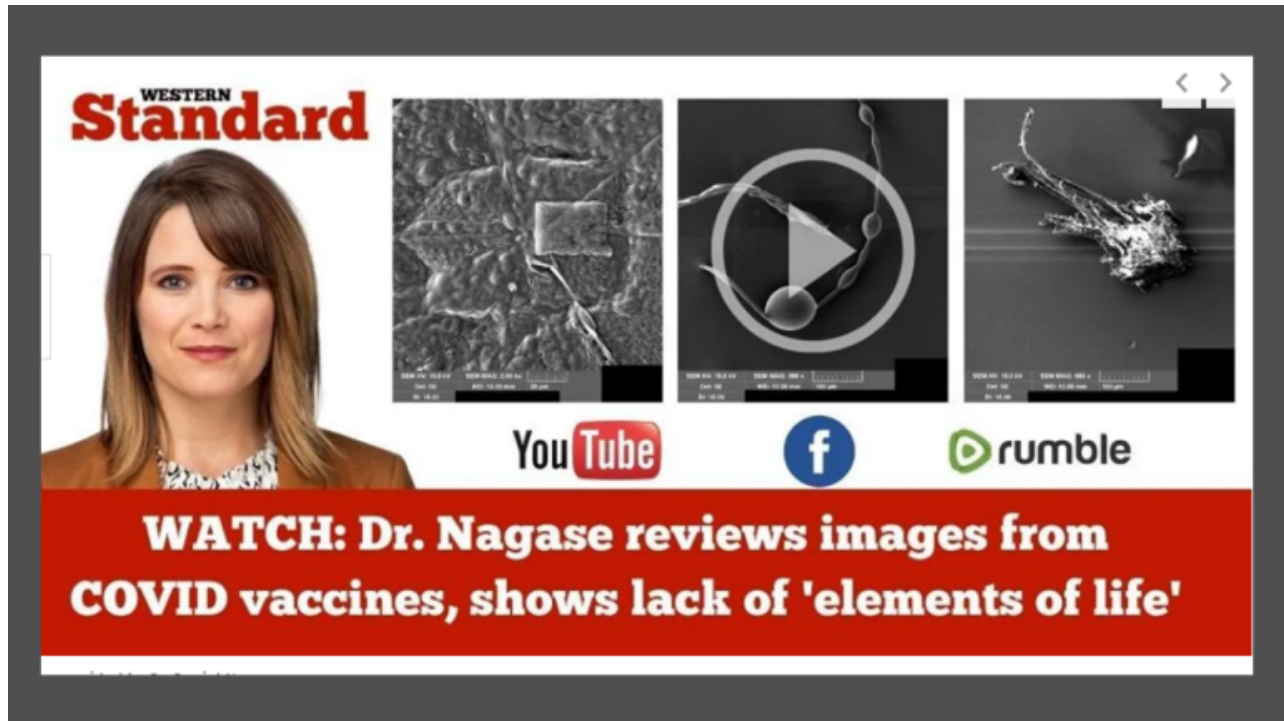 WESTERN
Standard
YouTube
f
rumble
WATCH: Dr. Nagase reviews images from
COVID vaccines, shows lack of 'elements of life'